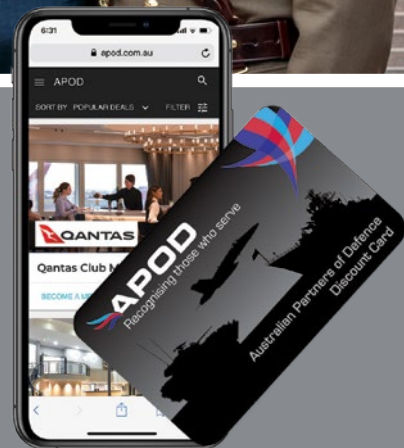 6:31
apod.com.au
APOD
SORT BY POPULAR DEALS
FILTER
QANTAS
Qantas Club M
BECOME A ME
APOD
Recognising those who serve
Australian Partners of Defence
Discount Card